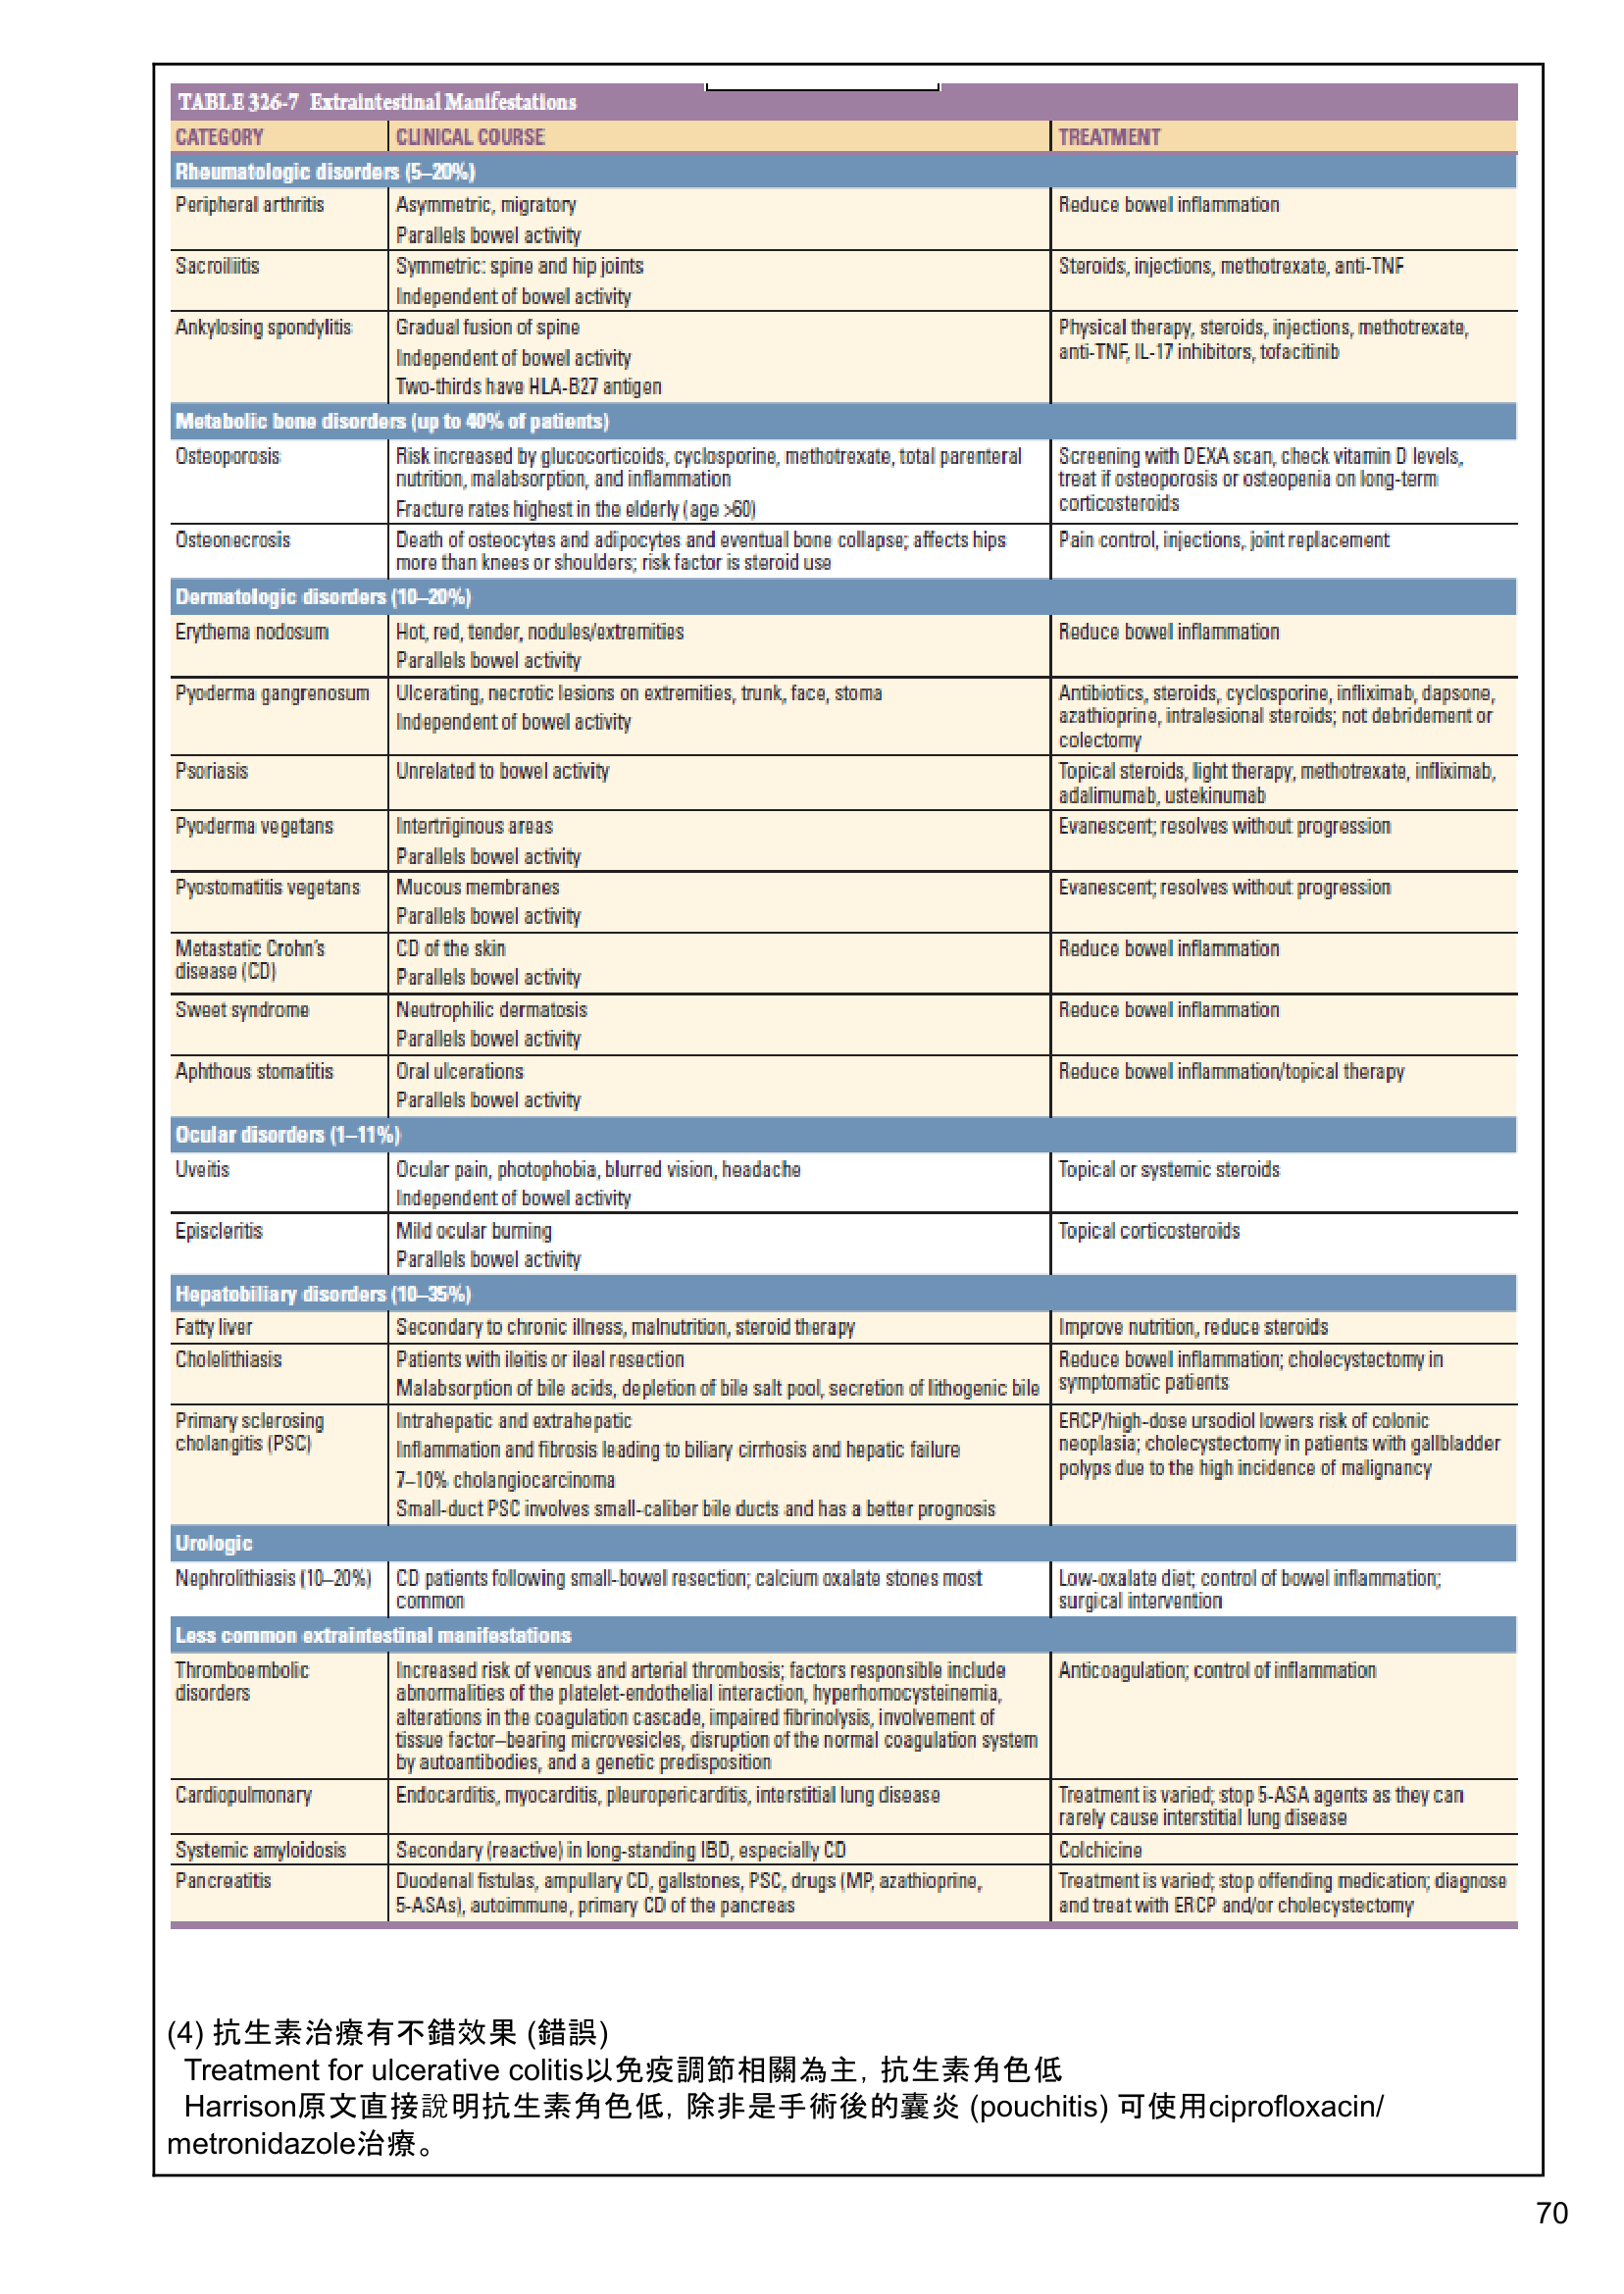 TABLE 326-7 Extraintestinal Manifestations
CATEGORY CLINICAL COURSE TREATMENT
Rheumatologic disorders (5–20%)
Peripheral arthritis Asymmetric, migratory Reduce bowel inflammation
Parallels bowel activity
Sacroiliitis Symmetric: spine and hip joints Steroids, injections, methotrexate, anti-TNF
Independent of bowel activity
Ankylosing spondylitis Gradual fusion of spine Physical therapy, steroids, injections, methotrexate,
Independent of bowel activity anti-TNF, IL-17 inhibitors, tofacitinib
Two-thirds have HLA-B27 antigen
Metabolic bone disorders (up to 40% of patients)
Osteoporosis Risk increased by glucocorticoids, cyclosporine, methotrexate, total parenteral Screening with DEXA scan, check vitamin D levels,
nutrition, malabsorption, and inflammation treat if osteoporosis or osteopenia on long-term
Fracture rates highest in the elderly (age >60) corticosteroids
Osteonecrosis Death of osteocytes and adipocytes and eventual bone collapse; affects hips Pain control, injections, joint replacement
more than knees or shoulders; risk factor is steroid use
Dermatologic disorders (10–20%)
Erythema nodosum Hot, red, tender, nodules/extremities Reduce bowel inflammation
Parallels bowel activity
Pyoderma gangrenosum Ulcerating, necrotic lesions on extremities, trunk, face, stoma Antibiotics, steroids, cyclosporine, infliximab, dapsone,
Independent of bowel activity azathioprine, intralesional steroids; not debridement or
colectomy
Psoriasis Unrelated to bowel activity Topical steroids, light therapy, methotrexate, infliximab,
adalimumab, ustekinumab
Pyoderma vegetans Intertriginous areas Evanescent; resolves without progression
Parallels bowel activity
Pyostomatitis vegetans Mucous membranes Evanescent; resolves without progression
Parallels bowel activity
Metastatic Crohn's CD of the skin Reduce bowel inflammation
disease (CD) Parallels bowel activity
Sweet syndrome Neutrophilic dermatosis Reduce bowel inflammation
Parallels bowel activity
Aphthous stomatitis Oral ulcerations Reduce bowel inflammation/topical therapy
Parallels bowel activity
Ocular disorders (1–11%)
Uveitis Ocular pain, photophobia, blurred vision, headache Topical or systemic steroids
Independent of bowel activity
Episcleritis Mild ocular burning Topical corticosteroids
Parallels bowel activity
Hepatobiliary disorders (10–35%)
Fatty liver Secondary to chronic illness, malnutrition, steroid therapy Improve nutrition, reduce steroids
Cholelithiasis Patients with ileitis or ileal resection Reduce bowel inflammation; cholecystectomy in
Malabsorption of bile acids, depletion of bile salt pool, secretion of lithogenic bile symptomatic patients
Primary sclerosing Intrahepatic and extrahepatic ERCP/high-dose ursodiol lowers risk of colonic
cholangitis (PSC) Inflammation and fibrosis leading to biliary cirrhosis and hepatic failure neoplasia; cholecystectomy in patients with gallbladder
7–10% cholangiocarcinoma polyps due to the high incidence of malignancy
Small-duct PSC involves small-caliber bile ducts and has a better prognosis
Urologic
Nephrolithiasis (10–20%) CD patients following small-bowel resection; calcium oxalate stones most Low-oxalate diet; control of bowel inflammation;
common surgical intervention
Less common extraintestinal manifestations
Thromboembolic Increased risk of venous and arterial thrombosis; factors responsible include Anticoagulation; control of inflammation
disorders abnormalities of the platelet-endothelial interaction, hyperhomocysteinemia,
alterations in the coagulation cascade, impaired fibrinolysis, involvement of
tissue factor–bearing microvesicles, disruption of the normal coagulation system
by autoantibodies, and a genetic predisposition
Cardiopulmonary Endocarditis, myocarditis, pleuropericarditis, interstitial lung disease Treatment is varied; stop 5-ASA agents as they can
rarely cause interstitial lung disease
Systemic amyloidosis Secondary (reactive) in long-standing IBD, especially CD Colchicine
Pancreatitis Duodenal fistulas, ampullary CD, gallstones, PSC, drugs (MP, azathioprine, Treatment is varied; stop offending medication; diagnose
5-ASAs), autoimmune, primary CD of the pancreas and treat with ERCP and/or cholecystectomy
(4) 抗生素治療有不錯效果 (錯誤)
Treatment for ulcerative colitis以免疫調節相關為主，抗生素角色低
Harrison原文直接說明抗生素角色低，除非是手術後的囊炎 (pouchitis) 可使用ciprofloxacin/
metronidazole治療。
70